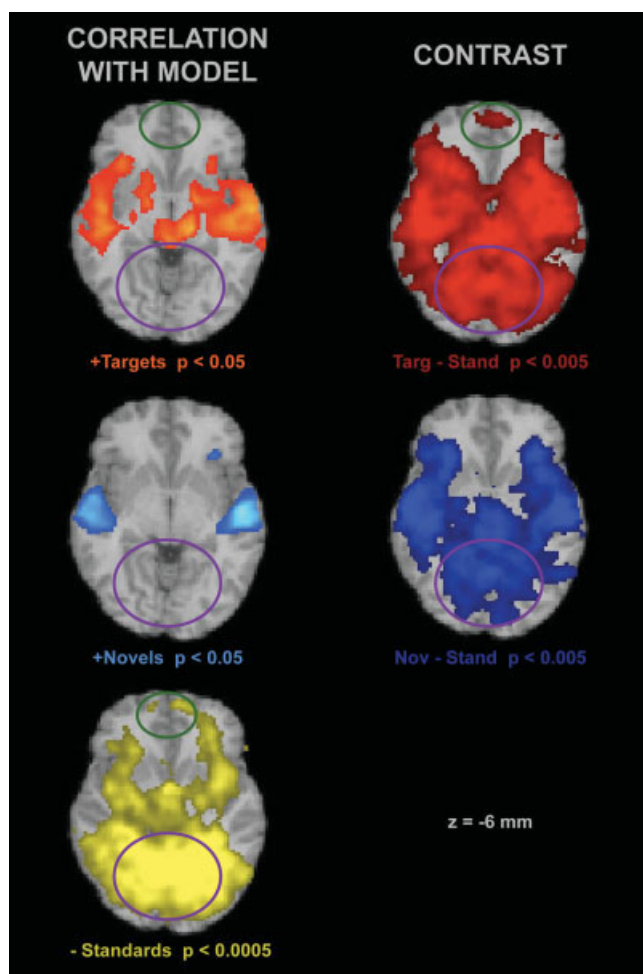 CORRELATION
WITH MODEL
CONTRAST
+Targets p < 0.05
Targ - Stand p < 0.005
+Novels p < 0.05
Nov - Stand p < 0.005
z = -6 mm
- Standards p < 0.0005